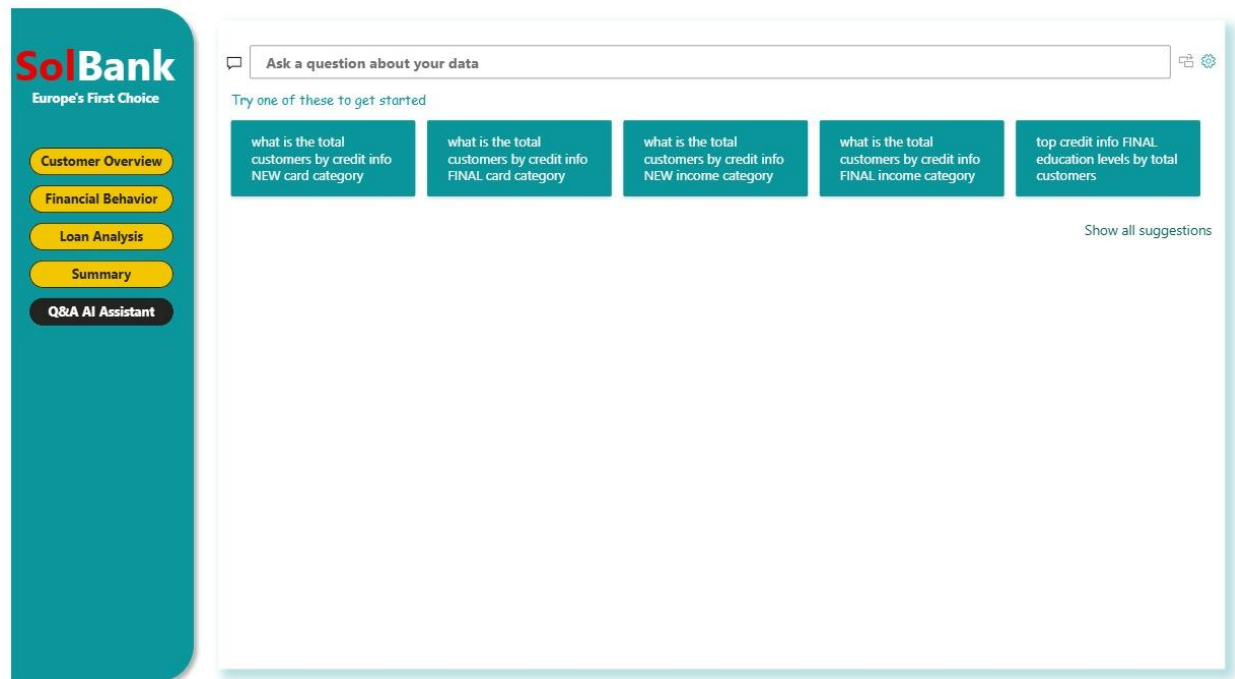 SolBank
Europe's First Choice
Customer Overview
Financial Behavior
Loan Analysis
Summary
Q&A AI Assistant
Ask a question about your data
Try one of these to get started
what is the total
customers by credit info
NEW card category
what is the total
customers by credit info
FINAL card category
what is the total
customers by credit info
NEW income category
what is the total
customers by credit info
FINAL income category
top credit info FINAL
education levels by total
customers
Show all suggestions